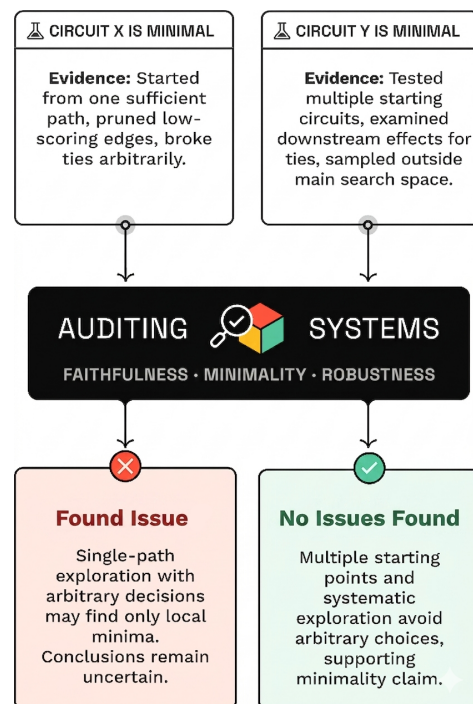 CIRCUIT X IS MINIMAL
Evidence: Started
from one sufficient
path, pruned low-
scoring edges, broke
ties arbitrarily.
CIRCUIT Y IS MINIMAL
Evidence: Tested
multiple starting
circuits, examined
downstream effects for
ties, sampled outside
main search space.
AUDITING SYSTEMS
FAITHFULNESS · MINIMALITY · ROBUSTNESS
Found Issue
Single-path
exploration with
arbitrary decisions
may find only local
minima.
Conclusions remain
uncertain.
No Issues Found
Multiple starting
points and
systematic
exploration avoid
arbitrary choices,
supporting
minimality claim.